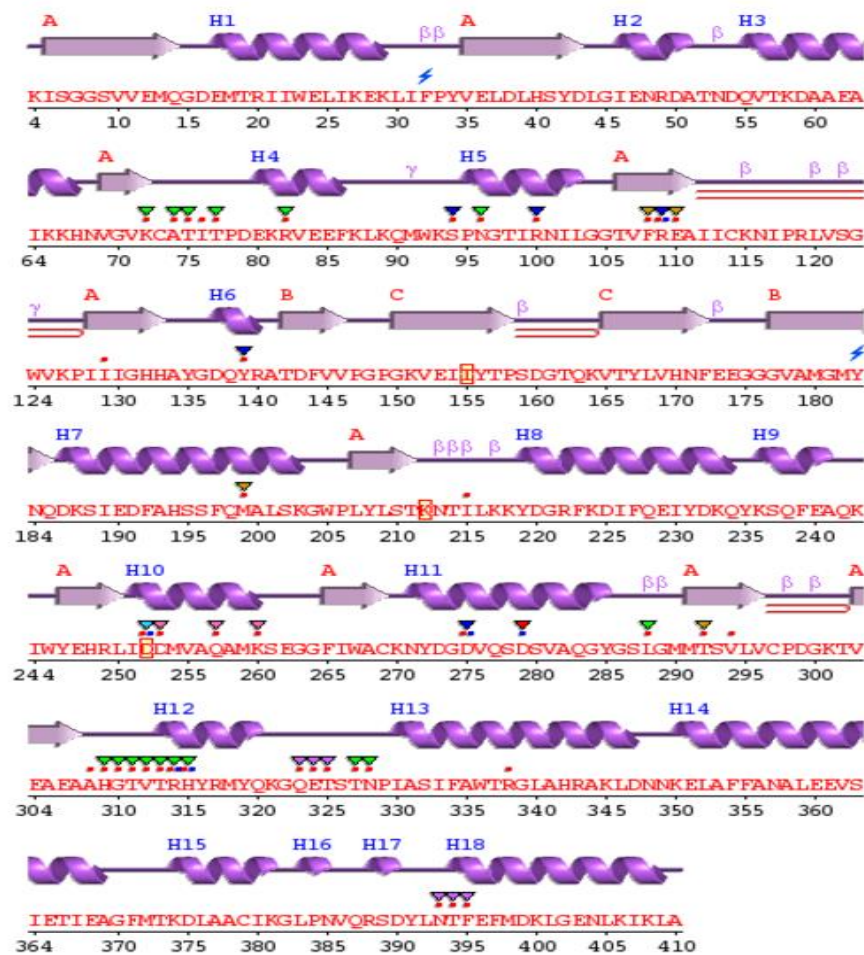 A H1 ββ A H2 β H3
KISGGSVVEMQGDEMTRIIWELIKEKLIFPYVELDLHSYDLGIENRDATNDQVTKDAAEA
4 10 15 20 25 30 35 40 45 50 55 60
A H4 γ H5 A β β β
IKKHNVGVKCATITPDEKRVEEFKLKQMWKSPNGTIRNILGGTVFREAIICKNIPRLVSG
64 70 75 80 85 90 95 100 105 110 115 120
γ A H6 B C β C β B
WVKPIIIGHHAYGDQYRATDFVVPGPGKVEITYTPSDGTQKVTYLVHNFEEGGGVAMGMY
124 130 135 140 145 150 155 160 165 170 175 180
H7 A βββ β H8 H9
NQDKSIEDFAHSSFQMALSKGWPLYLSTKNTILKKYDGRFKDIFQEIYDKQYKSQFEAQK
184 190 195 200 205 210 215 220 225 230 235 240
A H10 A H11 ββ A β β A
IWYEHRLIDDMVAQAMKSEGGFIWACKNYDGDVQSDSVAQGYGSLGMMTSVLVCPDGKTV
244 250 255 260 265 270 275 280 285 290 295 300
H12 H13 H14
EAEAAHGTVTRHYRMYQKGQETSTNPIASIFAWTRGLAHRAKLDNNKELAFFANALEEVS
304 310 315 320 325 330 335 340 345 350 355 360
H15 H16 H17 H18
IETIEAGFMTKDLAACIKGLPNVQRSDYLNTFEFMDKLGENLKIKLA
364 370 375 380 385 390 395 400 405 410